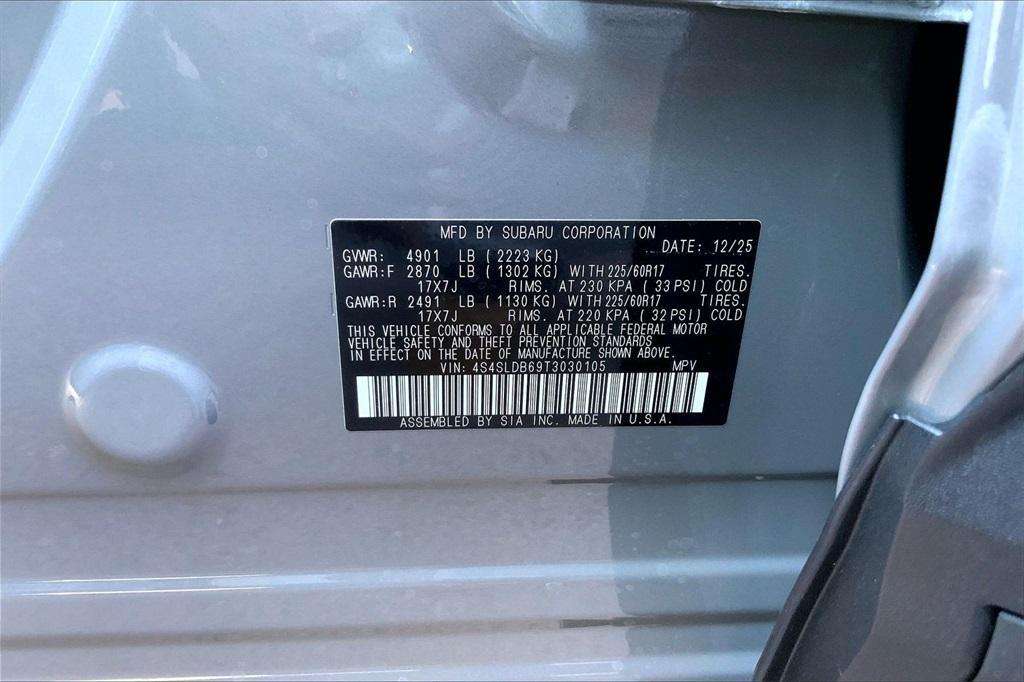 MFD BY SUBARU CORPORATION
DATE: 12/25
GVWR: 4901 LB (2223 KG)
GAWR:F 2870 LB (1302 KG) WITH 225/60R17 TIRES.
17X7J RIMS. AT 230 KPA (33 PSI) COLD
GAWR:R 2491 LB (1130 KG) WITH 225/60R17 TIRES.
17X7J RIMS. AT 220 KPA (32 PSI) COLD
THIS VEHICLE CONFORMS TO ALL APPLICABLE FEDERAL MOTOR
VEHICLE SAFETY AND THEFT PREVENTION STANDARDS
IN EFFECT ON THE DATE OF MANUFACTURE SHOWN ABOVE.
VIN: 4S4SLDB69T3030105 MPV
ASSEMBLED BY SIA INC. MADE IN U.S.A.